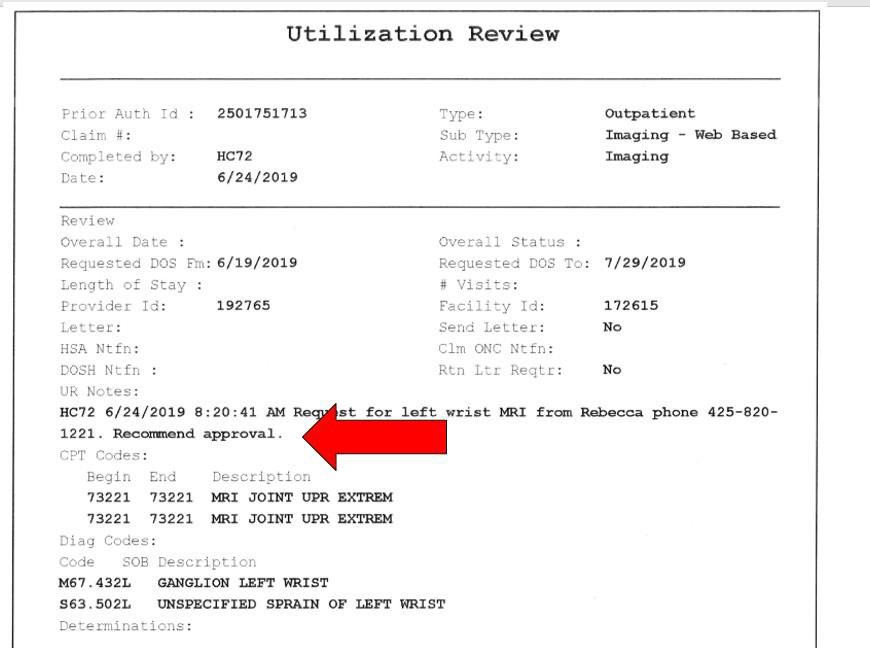 Utilization Review
Prior Auth Id : 2501751713 Type: Outpatient
Claim #: Sub Type: Imaging - Web Based
Completed by: HC72 Activity: Imaging
Date: 6/24/2019
Review
Overall Date : Overall Status :
Requested DOS Fm: 6/19/2019 Requested DOS To: 7/29/2019
Length of Stay : # Visits:
Provider Id: 192765 Facility Id: 172615
Letter: Send Letter: No
HSA Ntfn: Clm ONC Ntfn:
DOSH Ntfn : Rtn Ltr Reqtr: No
UR Notes:
HC72 6/24/2019 8:20:41 AM Request for left wrist MRI from Rebecca phone 425-820-
1221. Recommend approval.
CPT Codes:
Begin End Description
73221 73221 MRI JOINT UPR EXTREM
73221 73221 MRI JOINT UPR EXTREM
Diag Codes:
Code SOB Description
M67.432L GANGLION LEFT WRIST
S63.502L UNSPECIFIED SPRAIN OF LEFT WRIST
Determinations: